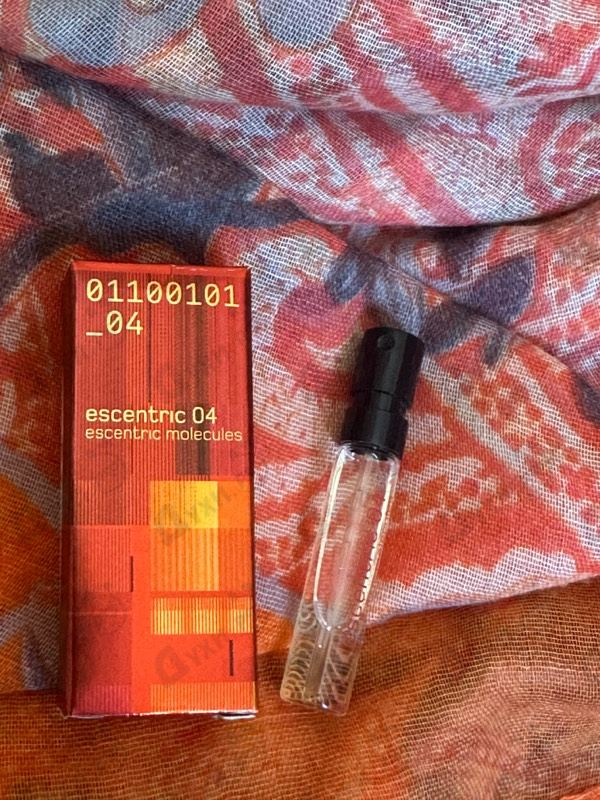 01100101
_04
escentric 04
escentric molecules